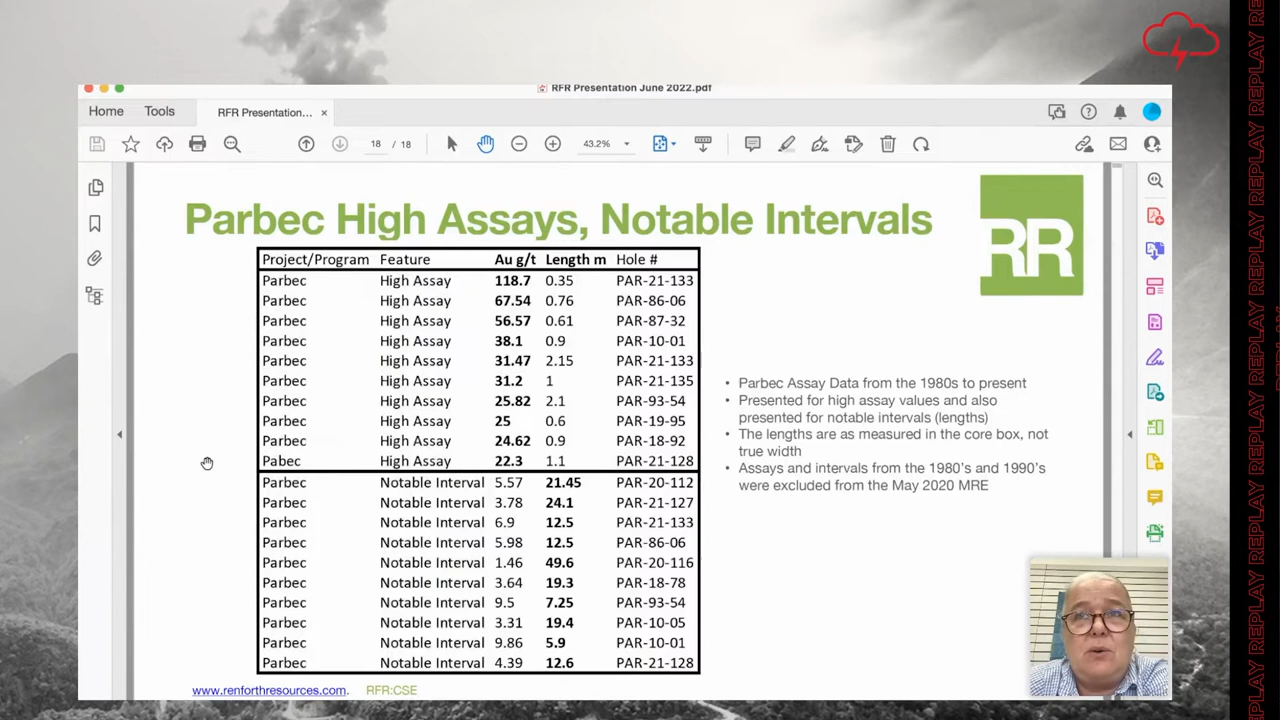 RFR Presentation June 2022.pdf
Home Tools RFR Presentation... ×
18 / 18 43.2%
Parbec High Assays, Notable Intervals
RR
Project/Program Feature Au g/t Length m Hole #
Parbec High Assay 118.7 0.35 PAR-21-133
Parbec High Assay 67.54 0.76 PAR-86-06
Parbec High Assay 56.57 0.61 PAR-87-32
Parbec High Assay 38.1 0.9 PAR-10-01
Parbec High Assay 31.47 2.15 PAR-21-133
Parbec High Assay 31.2 1 PAR-21-135
Parbec High Assay 25.82 .1 PAR-93-54
Parbec High Assay 25 0.6 PAR-19-95
Parbec High Assay 24.62 .9 PAR-18-92
Pabec High Assay 22.3 1.1 PAR-21-128
Parbec Notable Interval 5.57 21.45 PAR-20-112
Parbec Notable Interval 3.78 24.1 PAR-21-127
Parbec Notable Interval 6.9 12.5 PAR-21-133
Parbec Notable Interval 5.98 12.5 PAR-86-06
Parbec Notable Interval 1.46 49.6 PAR-20-116
Parbec Notable Interval 3.64 19.3 PAR-18-78
Parbec Notable Interval 9.5 7.25 PAR-93-54
Parbec Notable Interval 3.31 19.4 PAR-10-05
Parbec Notable Interval 9.86 5.9 PAR-10-01
Parbec Notable Interval 4.39 12.6 PAR-21-128
• Parbec Assay Data from the 1980s to present
• Presented for high assay values and also
presented for notable intervals (lengths)
• The lengths are as measured in the core box, not
true width
• Assays and intervals from the 1980's and 1990's
were excluded from the May 2020 MRE
www.renforthresources.com. RFR:CSE
REPLAY REPLAY REPLAY REPLAY REPLAY REPLAY